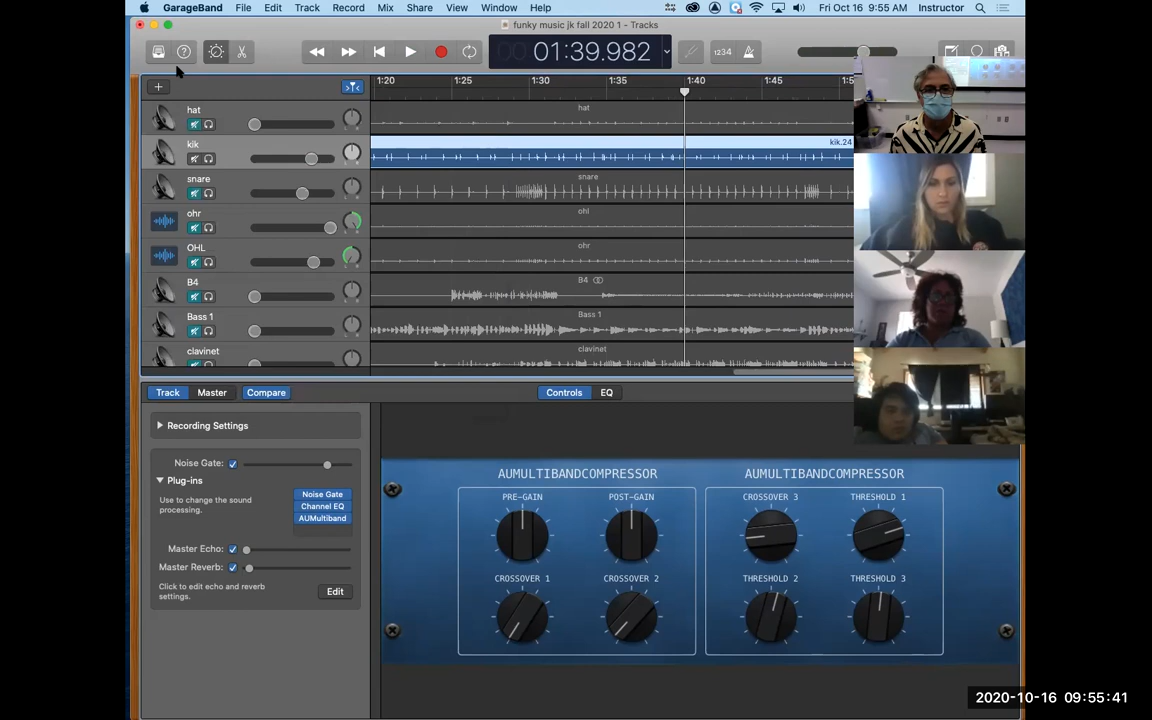 GarageBand File Edit Track Record Mix Share View Window Help Fri Oct 16 9:55 AM Instructor
funky music jk fall 2020 1 - Tracks
01:39.982
1234
1:20 1:25 1:30 1:35 1:40 1:45
hat
hat
kik
kik.24
snare
snare
ohr
ohl
OHL
ohr
B4
B4
Bass 1
Bass 1
clavinet
clavinet
Track Master Compare Controls EQ
Recording Settings
Noise Gate:
Plug-ins
Use to change the sound
processing.
Noise Gate
Channel EQ
AUMultiband
Master Echo:
Master Reverb:
Click to edit echo and reverb
settings.
Edit
AUMULTIBANDCOMPRESSOR AUMULTIBANDCOMPRESSOR
PRE-GAIN POST-GAIN CROSSOVER 3 THRESHOLD 1
CROSSOVER 1 CROSSOVER 2 THRESHOLD 2 THRESHOLD 3
2020-10-16 09:55:41